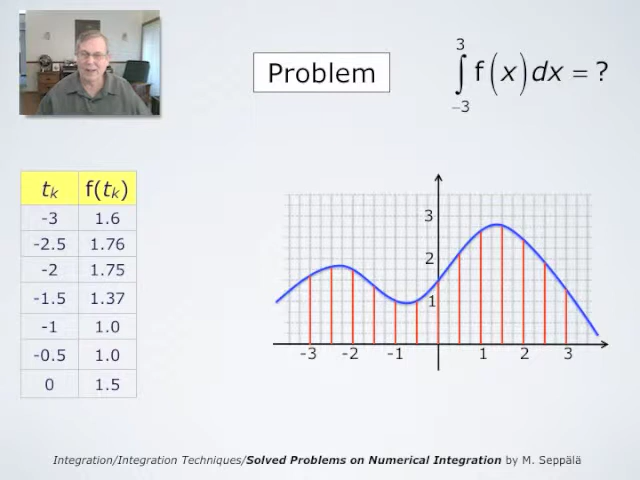 Problem
3
∫ f(x)dx = ?
–3
tk f(tk)
-3 1.6
-2.5 1.76
-2 1.75
-1.5 1.37
-1 1.0
-0.5 1.0
0 1.5
3
2
1
-3 -2 -1 1 2 3
Integration/Integration Techniques/Solved Problems on Numerical Integration by M. Seppälä